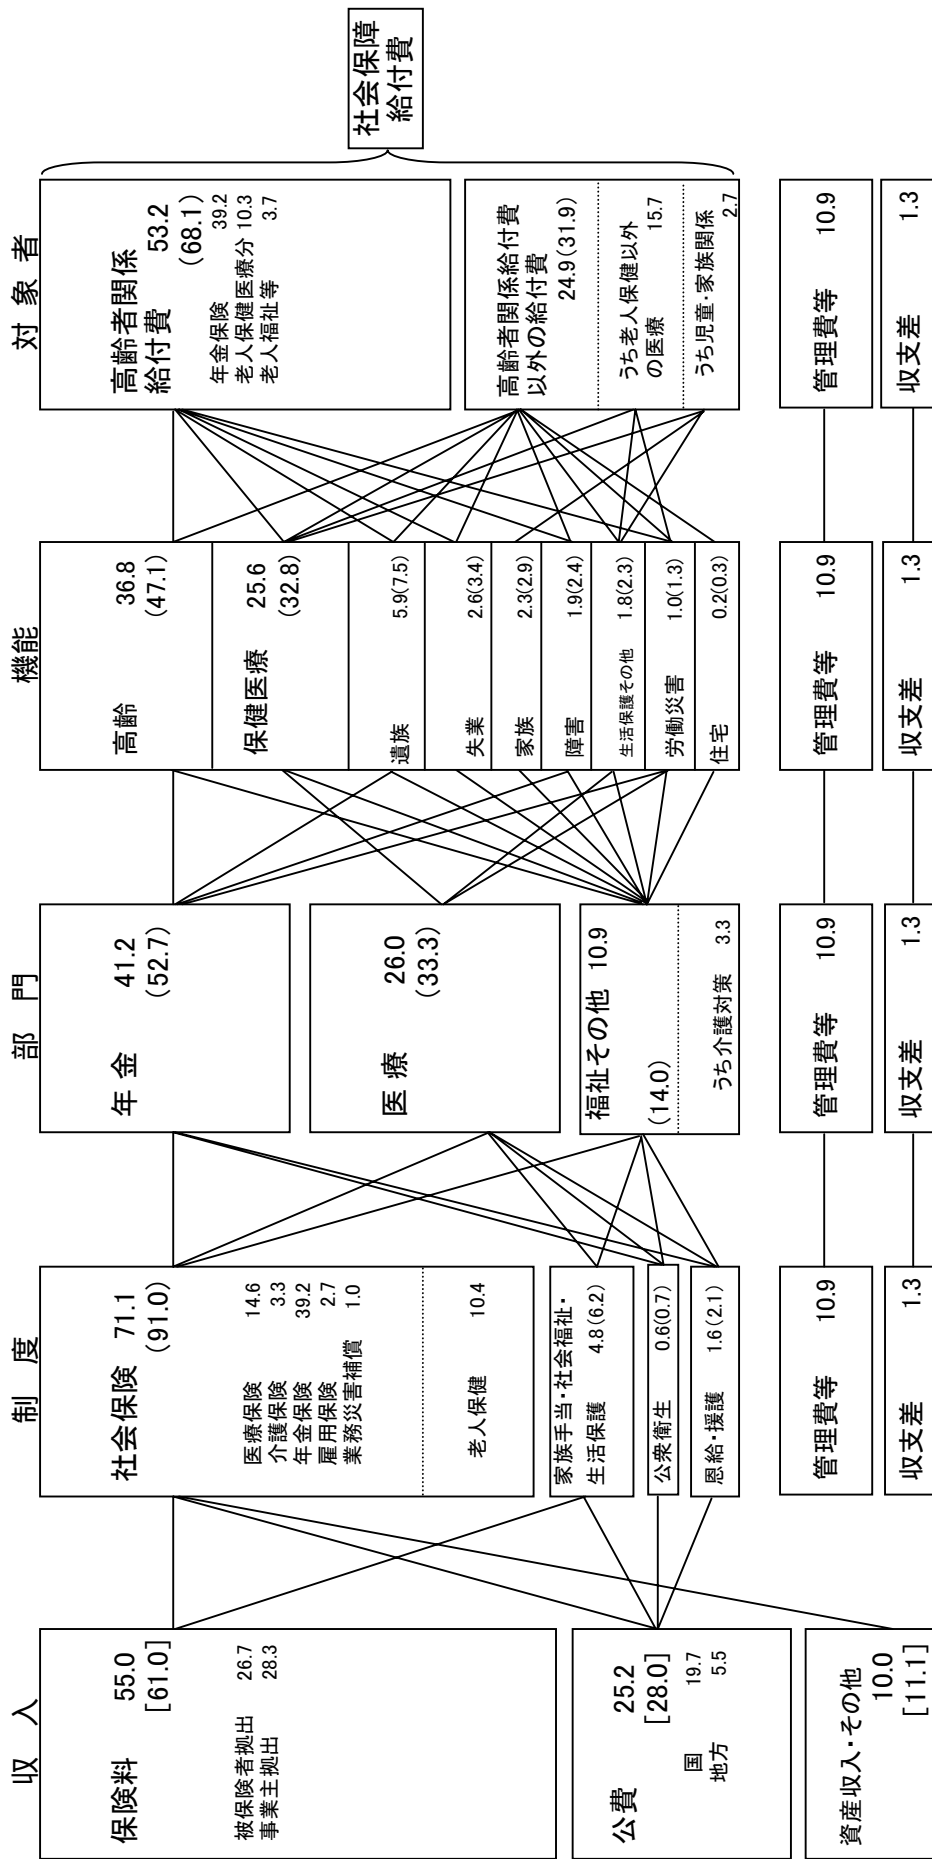 収 入
保険料 55.0
[61.0]
被保険者拠出 26.7
事業主拠出 28.3
公費 25.2
[28.0]
国 19.7
地方 5.5
資産収入・その他
10.0
[11.1]
制 度
社会保険 71.1
(91.0)
医療保険 14.6
介護保険 3.3
年金保険 39.2
雇用保険 2.7
業務災害補償 1.0
老人保健 10.4
家族手当・社会福祉・
生活保護 4.8(6.2)
公衆衛生 0.6(0.7)
恩給・援護 1.6(2.1)
管理費等 10.9
収支差 1.3
部 門
年 金 41.2
(52.7)
医 療 26.0
(33.3)
福祉その他 10.9
(14.0)
うち介護対策 3.3
管理費等 10.9
収支差 1.3
機能
高齢 36.8
(47.1)
保健医療 25.6
(32.8)
遺族 5.9(7.5)
失業 2.6(3.4)
家族 2.3(2.9)
障害 1.9(2.4)
生活保護その他 1.8(2.3)
労働災害 1.0(1.3)
住宅 0.2(0.3)
管理費等 10.9
収支差 1.3
対 象 者
高齢者関係
給付費 53.2
(68.1)
年金保険 39.2
老人保健医療分 10.3
老人福祉等 3.7
高齢者関係給付費
以外の給付費
24.9(31.9)
うち老人保健以外
の医療 15.7
うち児童・家族関係
2.7
管理費等 10.9
収支差 1.3
社会保障
給付費